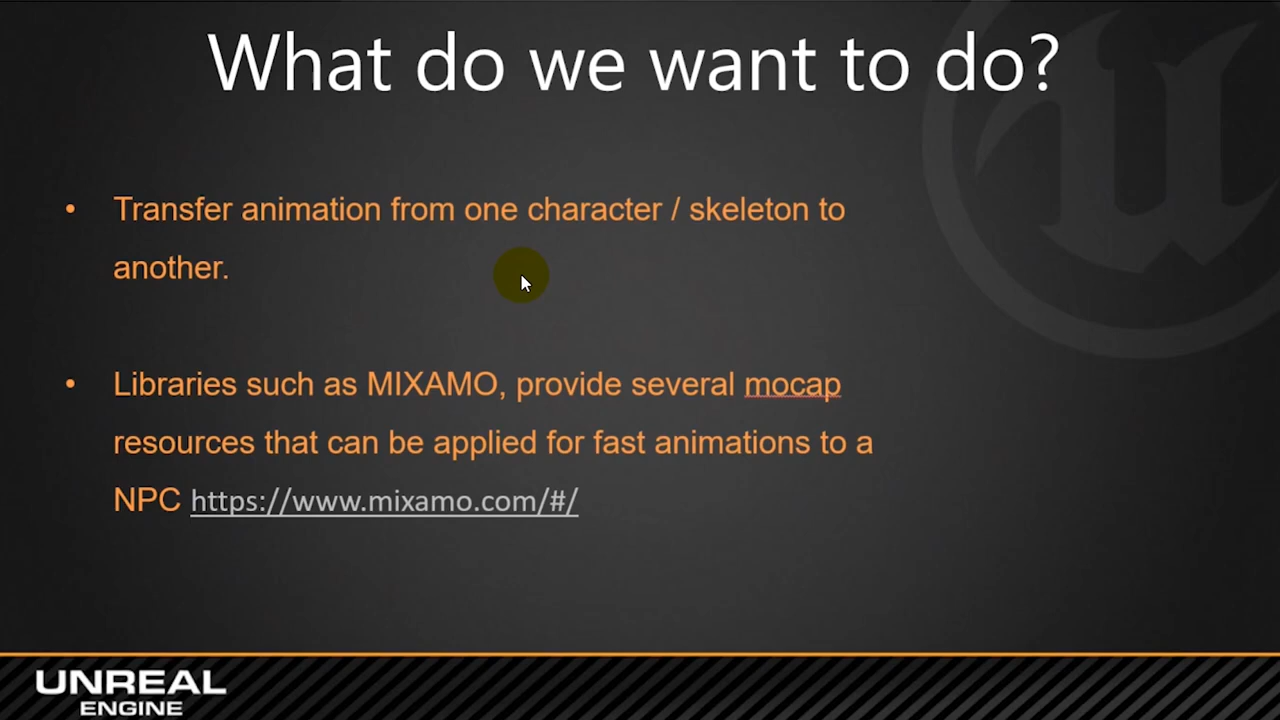 What do we want to do?
• Transfer animation from one character / skeleton to
another.
• Libraries such as MIXAMO, provide several mocap
resources that can be applied for fast animations to a
NPC https://www.mixamo.com/#/
UNREAL
ENGINE